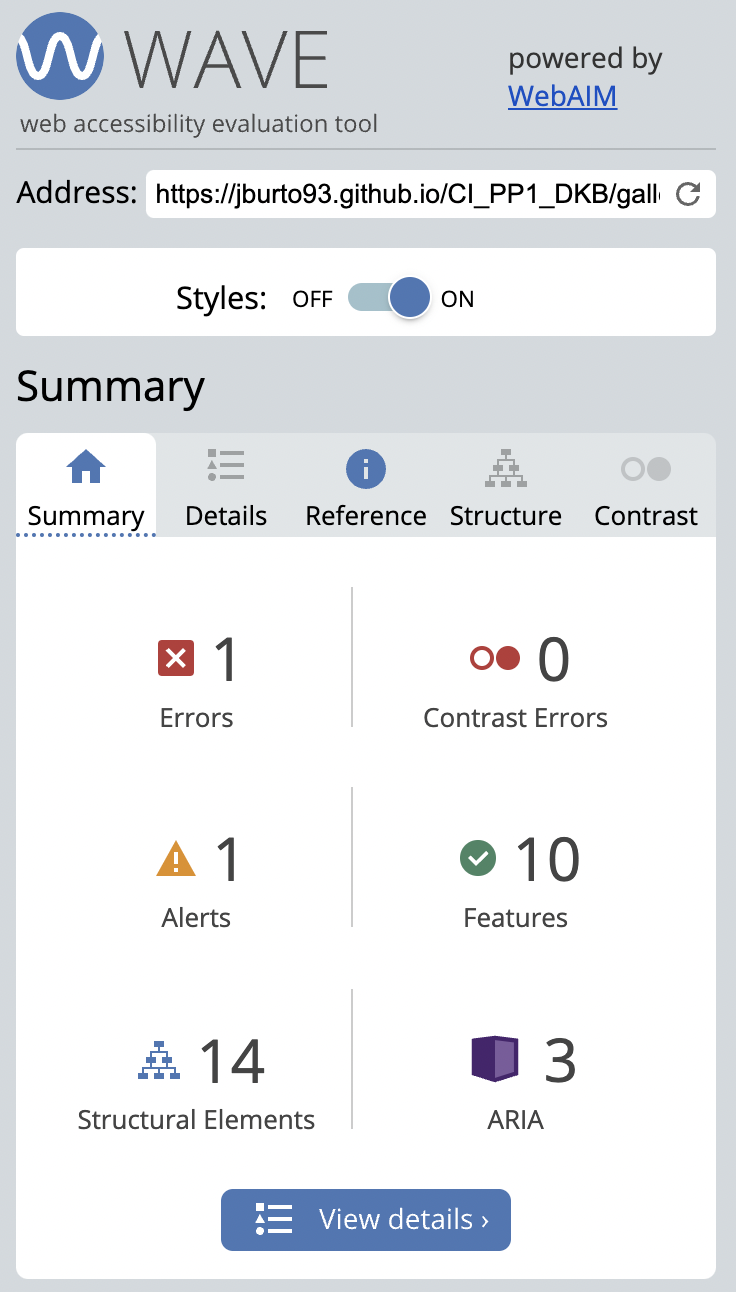 WAVE
powered by
WebAIM
web accessibility evaluation tool
Address: https://jburto93.github.io/CI_PP1_DKB/gall
Styles: OFF ON
Summary
Summary Details Reference Structure Contrast
1 0
Errors Contrast Errors
1 10
Alerts Features
14 3
Structural Elements ARIA
View details ›